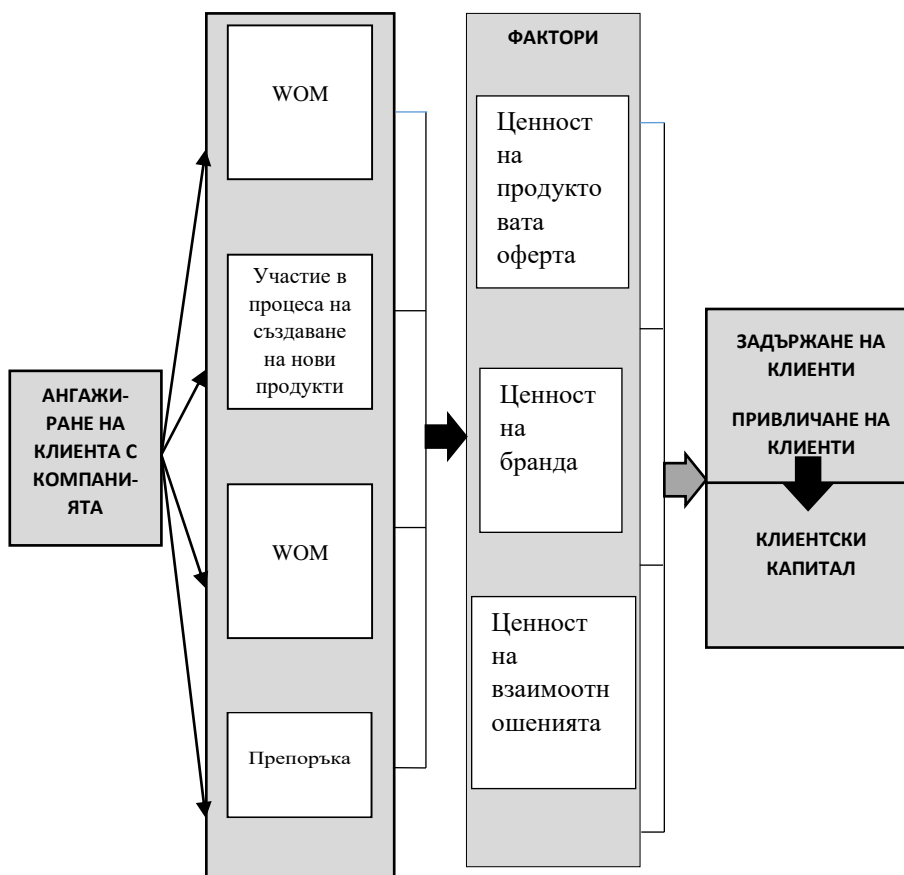 АНГАЖИ-
РАНЕ НА
КЛИЕНТА С
КОМПАНИ-
ЯТА
WOM
Участие в
процеса на
създаване
на нови
продукти
WOM
Препоръка
ФАКТОРИ
Ценност
на
продукто
вата
оферта
Ценност
на
бранда
Ценност
на
взаимоотн
ошенията
ЗАДЪРЖАНЕ НА
КЛИЕНТИ
ПРИВЛИЧАНЕ НА
КЛИЕНТИ
КЛИЕНТСКИ
КАПИТАЛ